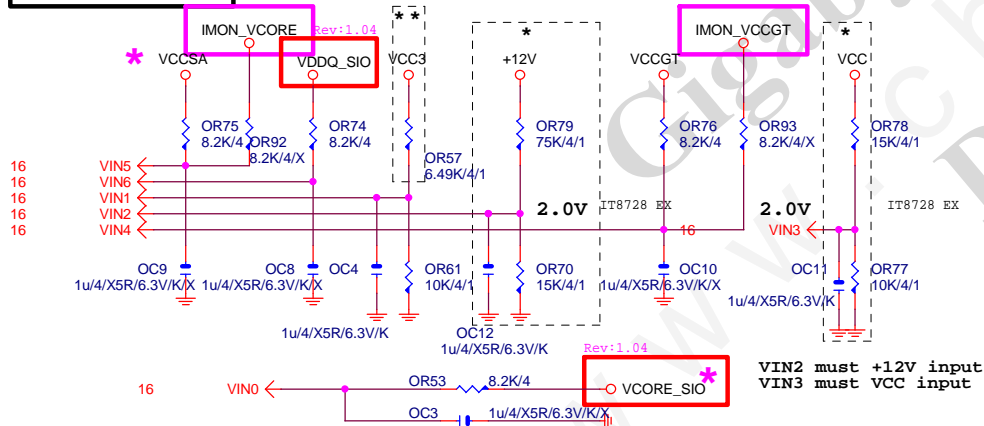 IMON_VCORE
Rev:1.04
**
*
IMON_VCCGT
*
*
VCCSA
VDDQ_SIO
VCC3
+12V
VCCGT
VCC
OR75
8.2K/4
OR92
8.2K/4/X
OR74
8.2K/4
OR57
6.49K/4/1
OR79
75K/4/1
OR76
8.2K/4
OR93
8.2K/4/X
OR78
15K/4/1
16 VIN5
16 VIN6
16 VIN1
16 VIN2
16 VIN4
2.0V
IT8728 EX
16
2.0V
VIN3
IT8728 EX
OC9
1u/4/X5R/6.3V/K/X
OC8
1u/4/X5R/6.3V/K/X
OC4
1u/4/X5R/6.3V/K
OR61
10K/4/1
OC12
1u/4/X5R/6.3V/K
OR70
15K/4/1
OC10
1u/4/X5R/6.3V/K/X
OC11
1u/4/X5R/6.3V/K
OR77
10K/4/1
Rev:1.04
VIN2 must +12V input
VIN3 must VCC input
16 VIN0
OR53 8.2K/4
VCORE_SIO
*
OC3 1u/4/X5R/6.3V/K/X